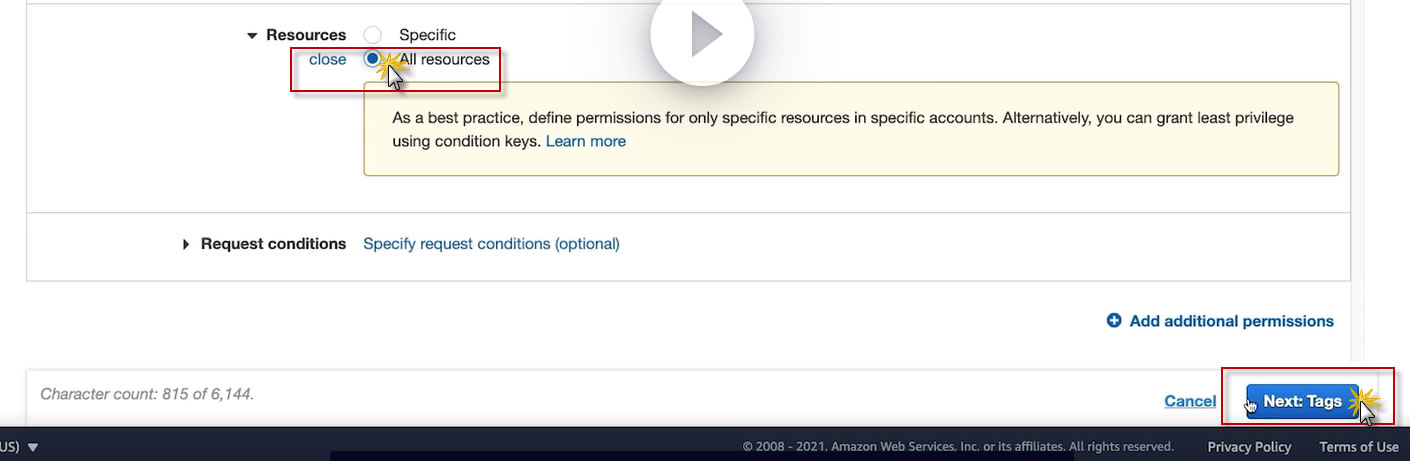 Resources Specific
close All resources
As a best practice, define permissions for only specific resources in specific accounts. Alternatively, you can grant least privilege
using condition keys. Learn more
Request conditions Specify request conditions (optional)
Add additional permissions
Character count: 815 of 6,144.
Cancel Next: Tags
US) © 2008 - 2021, Amazon Web Services, Inc. or its affiliates. All rights reserved. Privacy Policy Terms of Use